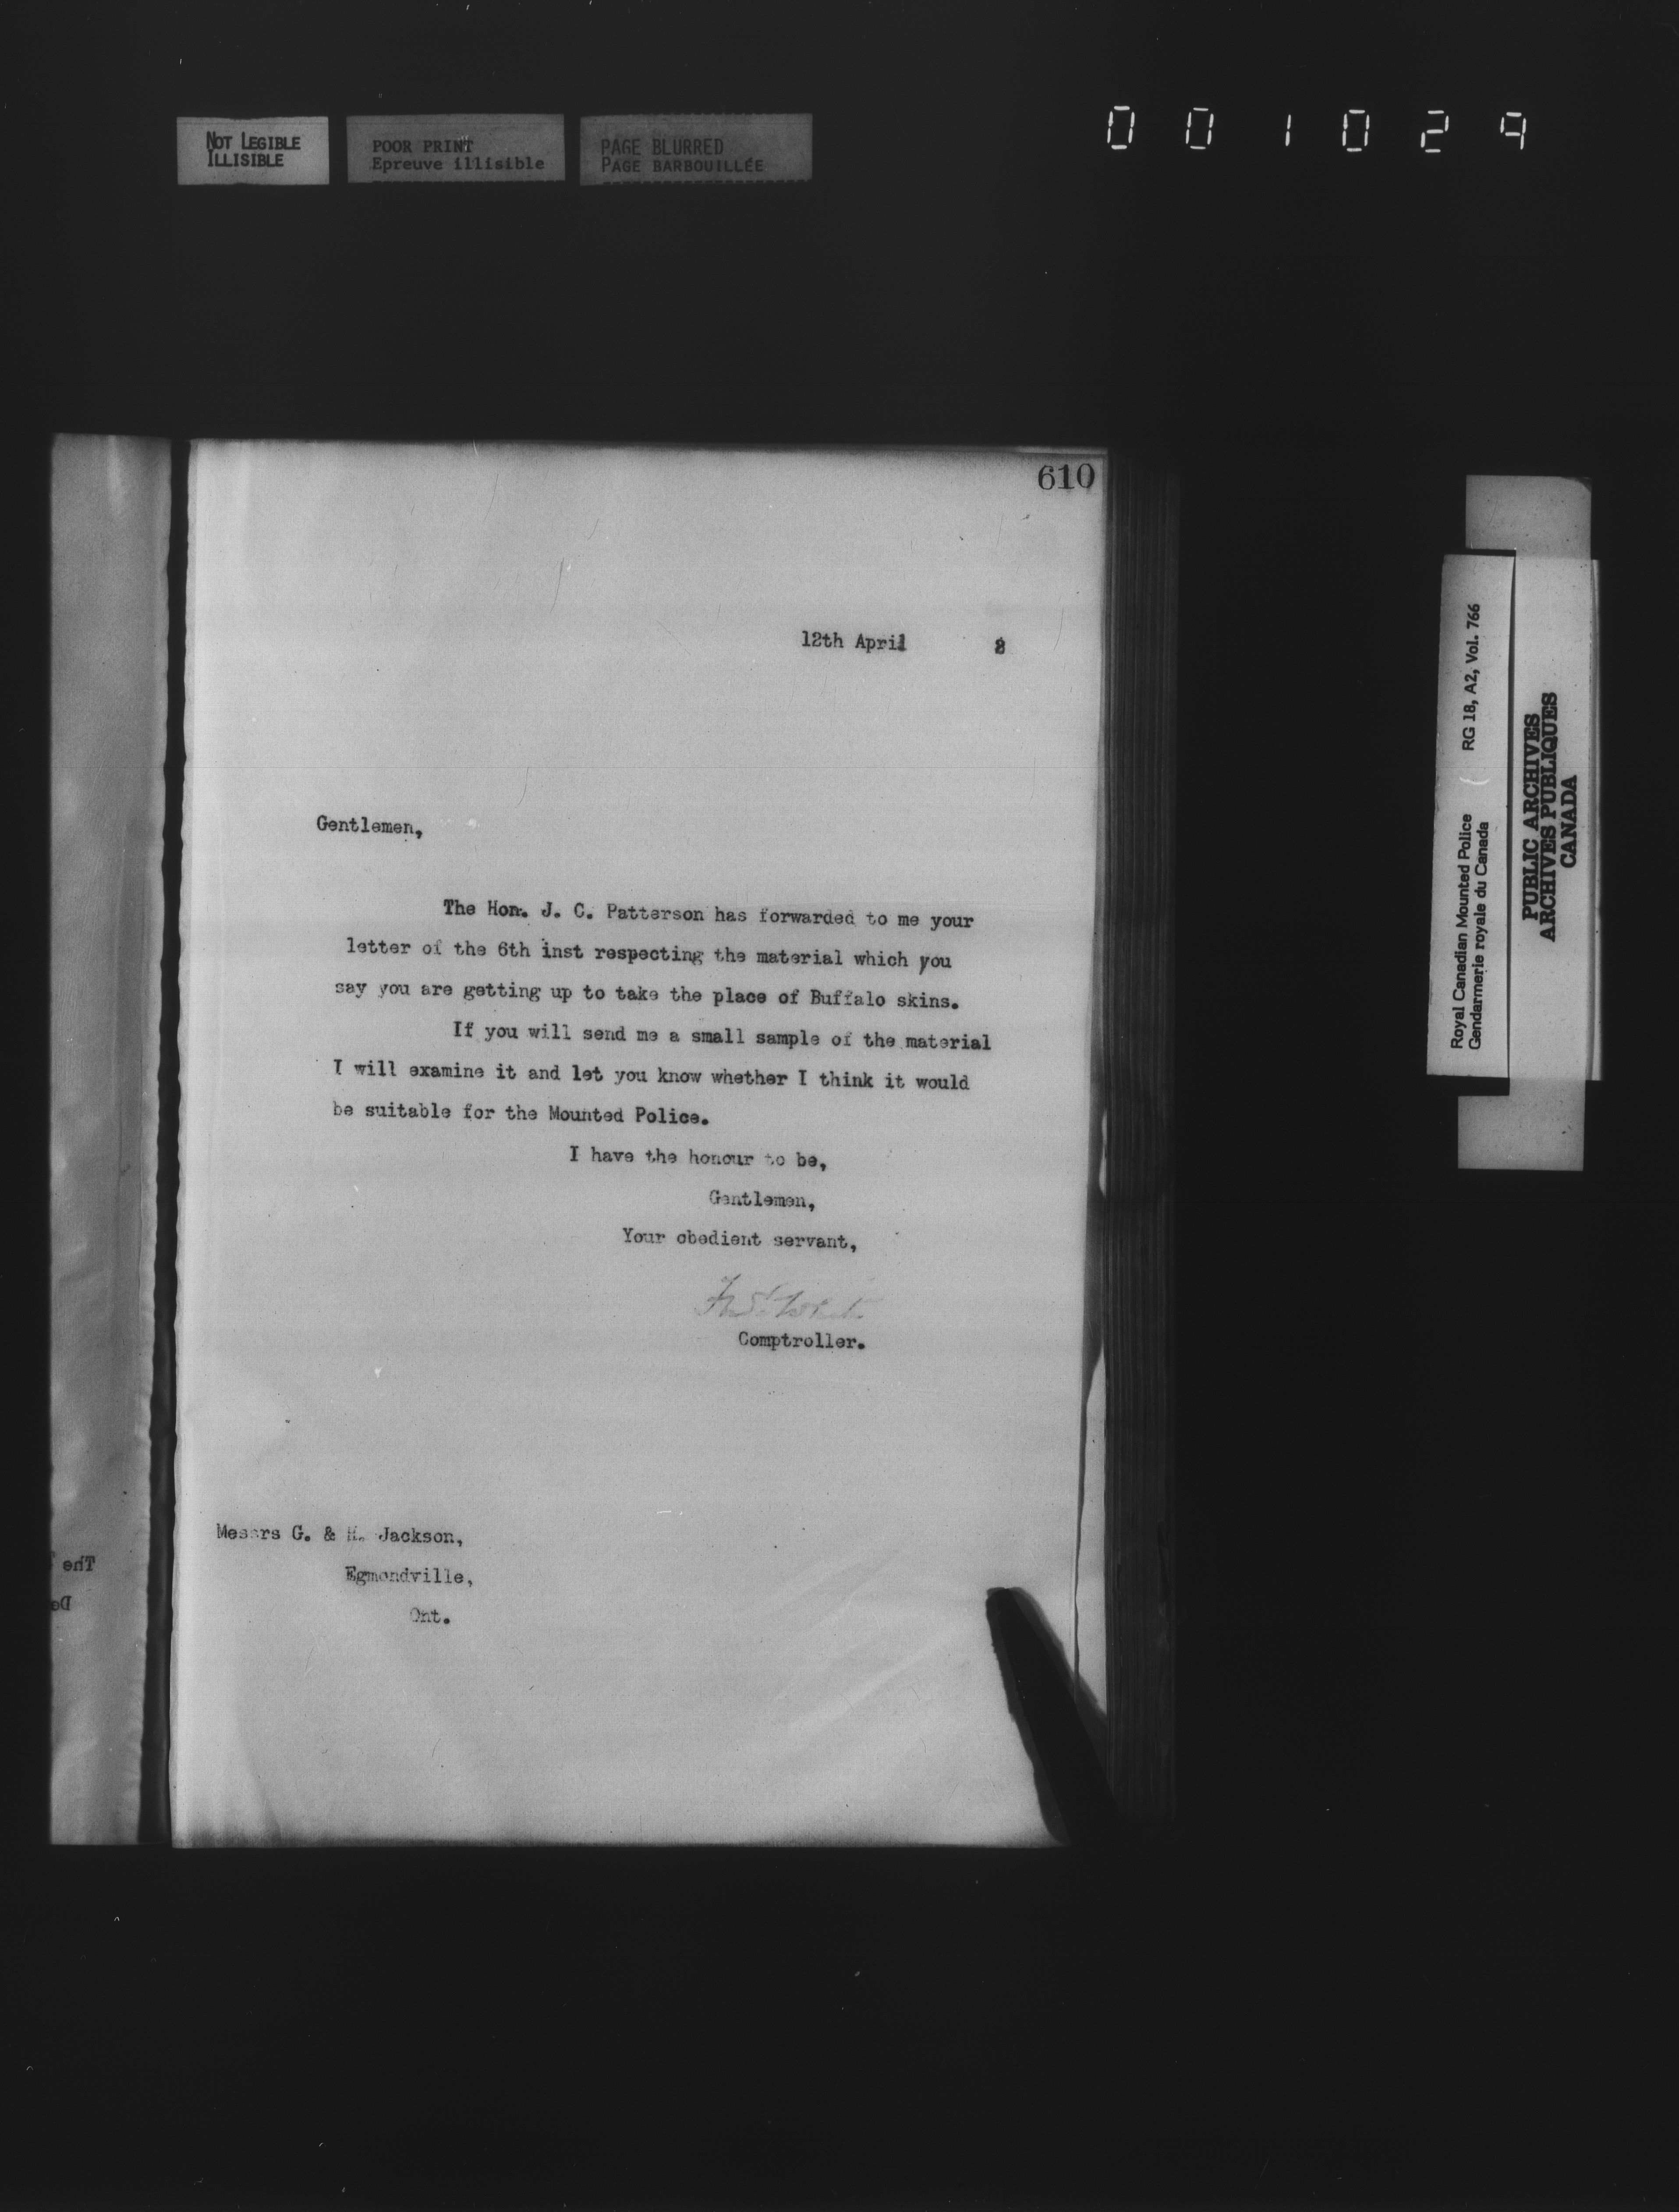 NOT LEGIBLE
ILLISIBLE
POOR PRINT
Epreuve illisible
PAGE BLURRED
PAGE BARBOUILLÉE
001029
610
12th April 2
Gentlemen,
The Hon. J. C. Patterson has forwarded to me your
letter of the 6th inst respecting the material which you
say you are getting up to take the place of Buffalo skins.
If you will send me a small sample of the material
I will examine it and let you know whether I think it would
be suitable for the Mounted Police.
I have the honour to be,
Gentlemen,
Your obedient servant,
Fred White
Comptroller.
Messrs G. & H. Jackson,
Egmondville,
Ont.
The
De
Royal Canadian Mounted Police
Gendarmerie royale du Canada
RG 18, A2, Vol. 766
PUBLIC ARCHIVES
ARCHIVES PUBLIQUES
CANADA